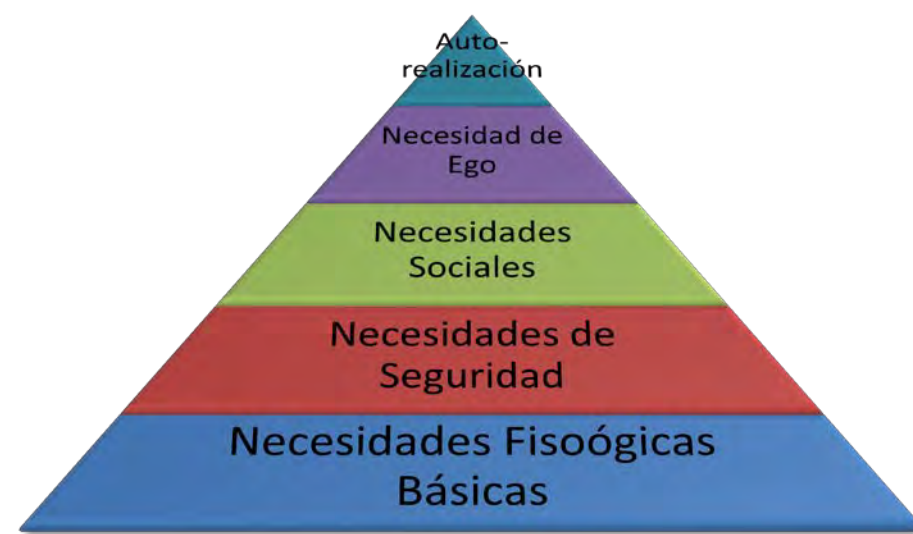 Auto-
realización
Necesidad de
Ego
Necesidades
Sociales
Necesidades de
Seguridad
Necesidades Fisoógicas
Básicas